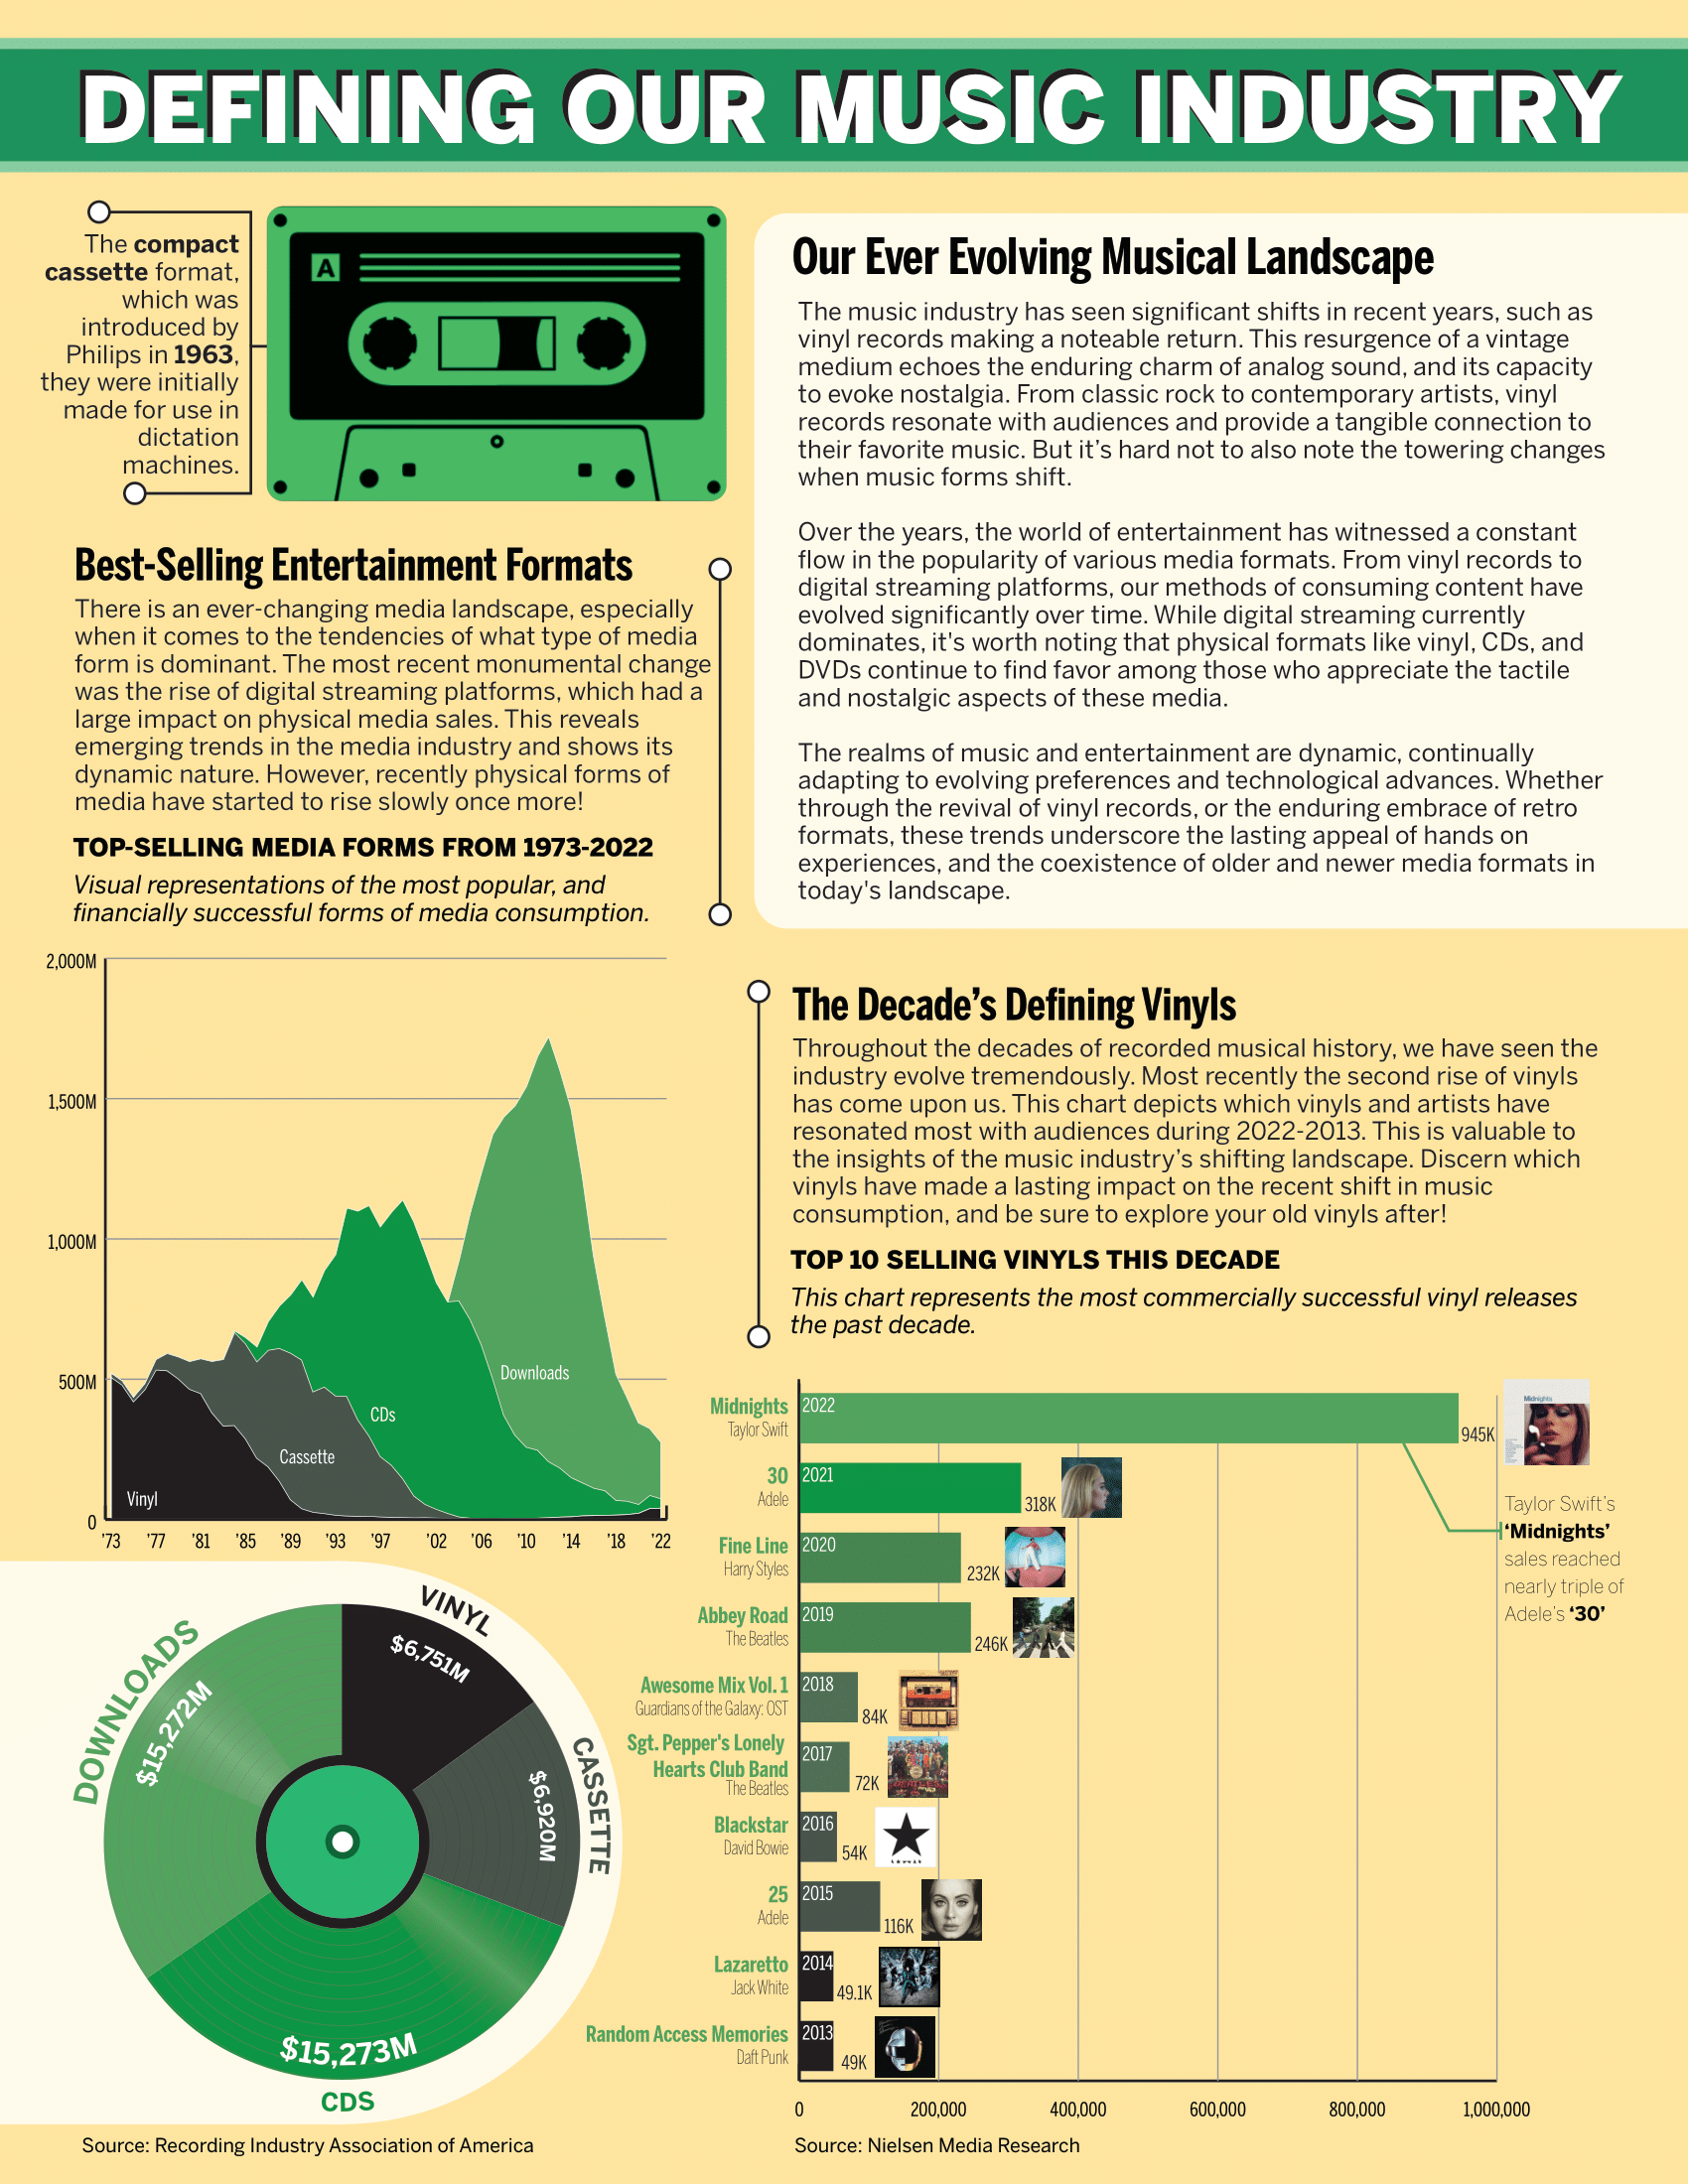 DEFINING OUR MUSIC INDUSTRY
The compact
cassette format,
which was
introduced by
Philips in 1963,
they were initially
made for use in
dictation
machines.
A
Our Ever Evolving Musical Landscape
The music industry has seen significant shifts in recent years, such as
vinyl records making a noteable return. This resurgence of a vintage
medium echoes the enduring charm of analog sound, and its capacity
to evoke nostalgia. From classic rock to contemporary artists, vinyl
records resonate with audiences and provide a tangible connection to
their favorite music. But it’s hard not to also note the towering changes
when music forms shift.
Over the years, the world of entertainment has witnessed a constant
flow in the popularity of various media formats. From vinyl records to
digital streaming platforms, our methods of consuming content have
evolved significantly over time. While digital streaming currently
dominates, it's worth noting that physical formats like vinyl, CDs, and
DVDs continue to find favor among those who appreciate the tactile
and nostalgic aspects of these media.
The realms of music and entertainment are dynamic, continually
adapting to evolving preferences and technological advances. Whether
through the revival of vinyl records, or the enduring embrace of retro
formats, these trends underscore the lasting appeal of hands on
experiences, and the coexistence of older and newer media formats in
today's landscape.
Best-Selling Entertainment Formats
There is an ever-changing media landscape, especially
when it comes to the tendencies of what type of media
form is dominant. The most recent monumental change
was the rise of digital streaming platforms, which had a
large impact on physical media sales. This reveals
emerging trends in the media industry and shows its
dynamic nature. However, recently physical forms of
media have started to rise slowly once more!
TOP-SELLING MEDIA FORMS FROM 1973-2022
Visual representations of the most popular, and
financially successful forms of media consumption.
2,000M
1,500M
1,000M
500M
0
Downloads
CDs
Cassette
Vinyl
’73 ’77 ’81 ’85 ’89 ’93 ’97 ’02 ’06 ’10 ’14 ’18 ’22
VINYL
$6,751M
CASSETTE
$6,920M
DOWNLOADS
$15,272M
$15,273M
CDS
Source: Recording Industry Association of America
The Decade’s Defining Vinyls
Throughout the decades of recorded musical history, we have seen the
industry evolve tremendously. Most recently the second rise of vinyls
has come upon us. This chart depicts which vinyls and artists have
resonated most with audiences during 2022-2013. This is valuable to
the insights of the music industry’s shifting landscape. Discern which
vinyls have made a lasting impact on the recent shift in music
consumption, and be sure to explore your old vinyls after!
TOP 10 SELLING VINYLS THIS DECADE
This chart represents the most commercially successful vinyl releases
the past decade.
Midnights
Taylor Swift
2022
945K
Midnights
30
Adele
2021
318K
Fine Line
Harry Styles
2020
232K
Abbey Road
The Beatles
2019
246K
Awesome Mix Vol. 1
Guardians of the Galaxy: OST
2018
84K
Sgt. Pepper's Lonely
Hearts Club Band
The Beatles
2017
72K
Blackstar
David Bowie
2016
54K
25
Adele
2015
116K
Lazaretto
Jack White
2014
49.1K
Random Access Memories
Daft Punk
2013
49K
Taylor Swift’s
‘Midnights’
sales reached
nearly triple of
Adele’s ‘30’
0 200,000 400,000 600,000 800,000 1,000,000
Source: Nielsen Media Research